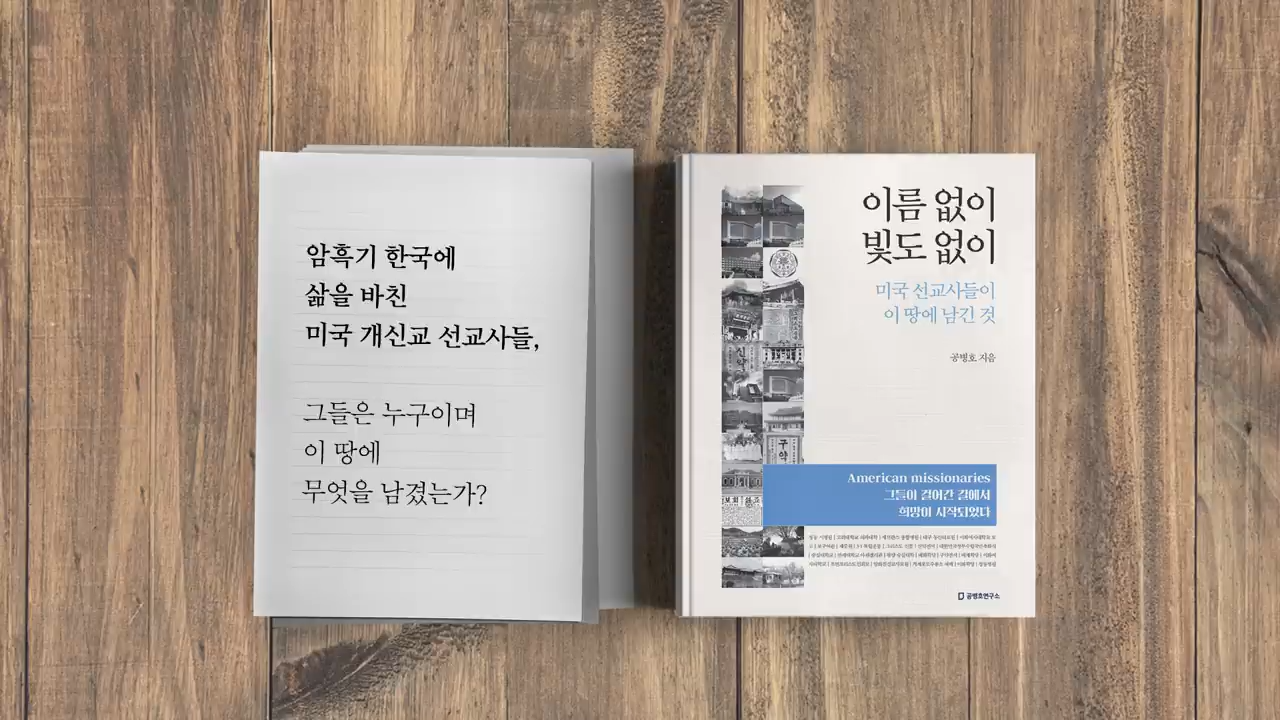 암흑기 한국에
삶을 바친
미국 개신교 선교사들,
그들은 누구이며
이 땅에
무엇을 남겼는가?
이름 없이
빛도 없이
미국 선교사들이
이 땅에 남긴 것
공병호 지음
구약
American missionaries
그들이 걸어간 길에서
희망이 시작되었다
공병호연구소